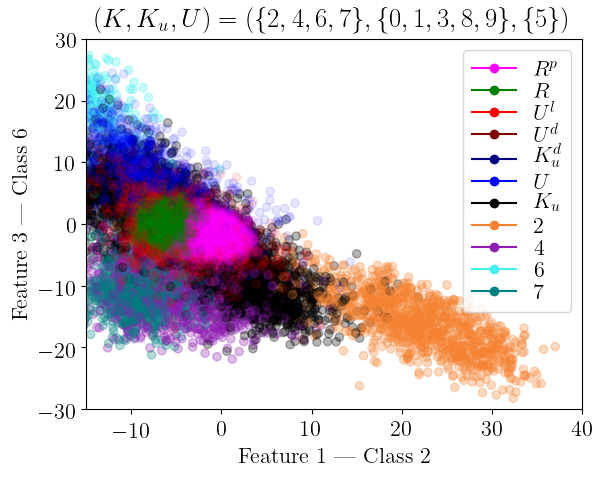 (K, K_u, U) = ({2, 4, 6, 7}, {0, 1, 3, 8, 9}, {5})
30
20
10
0
−10
−20
−30
Feature 3 — Class 6
R^p
R
U^l
U^d
K_u^d
U
K_u
2
4
6
7
−10
0
10
20
30
40
Feature 1 — Class 2